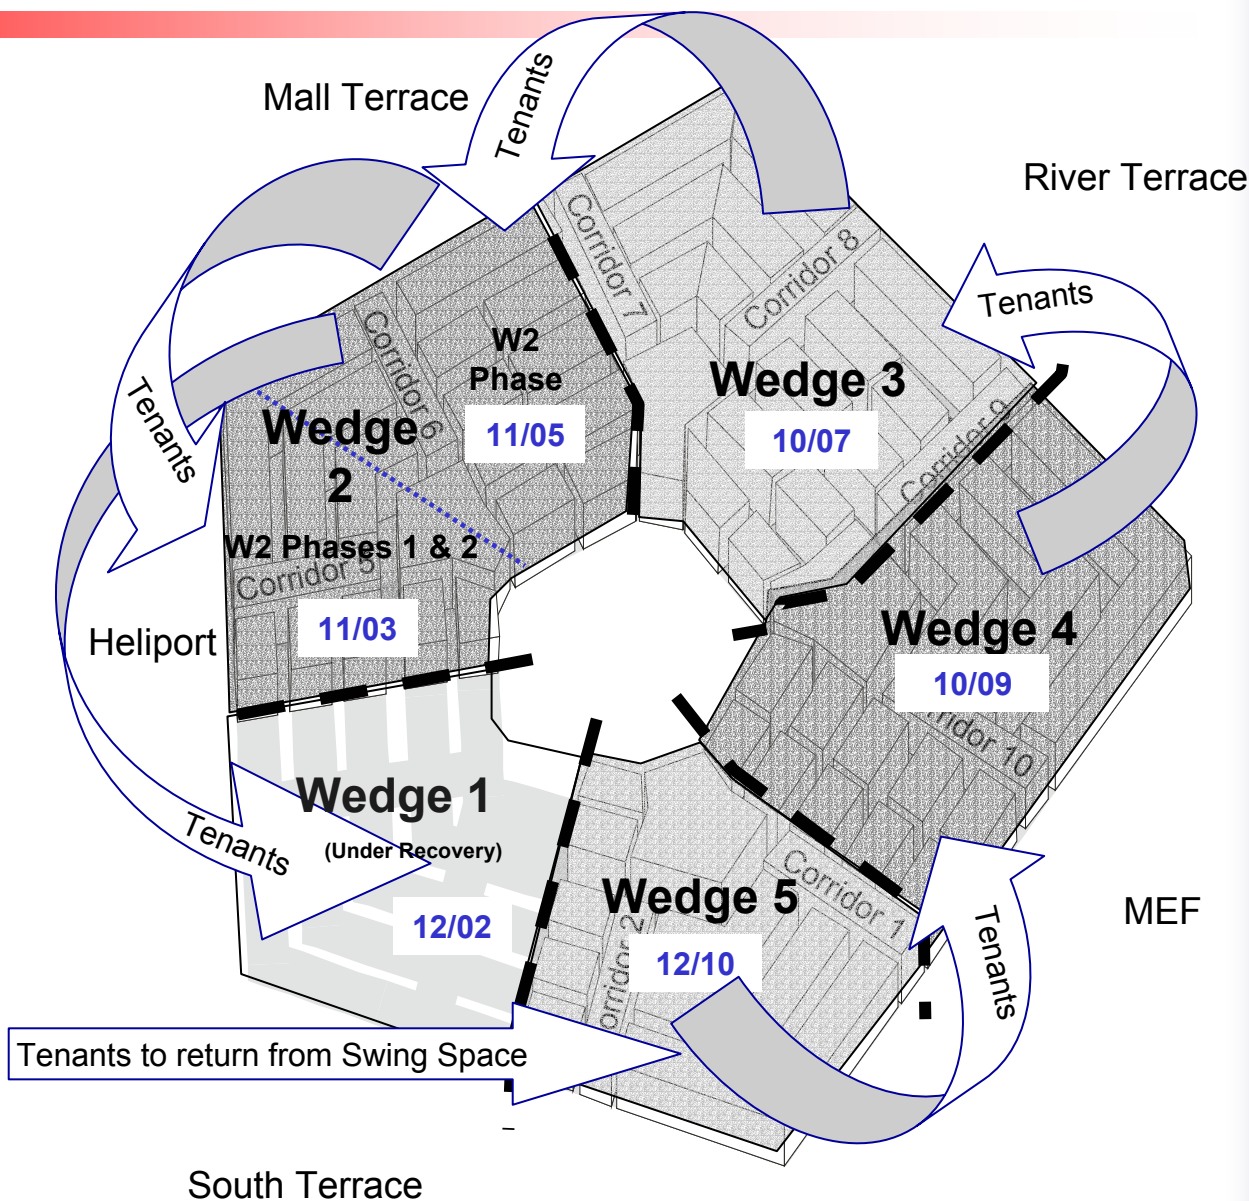 Mall Terrace
Tenants
River Terrace
Tenants
Corridor 7
Corridor 8
Corridor 6
W2
Phase
11/05
Wedge 3
10/07
Corridor 9
Tenants
Wedge
2
W2 Phases 1 & 2
Corridor 5
11/03
Heliport
Wedge 4
10/09
rridor 10
Wedge 1
(Under Recovery)
12/02
Tenants
Wedge 5
12/10
Corridor 1
orridor 2
MEF
Tenants
Tenants to return from Swing Space
South Terrace